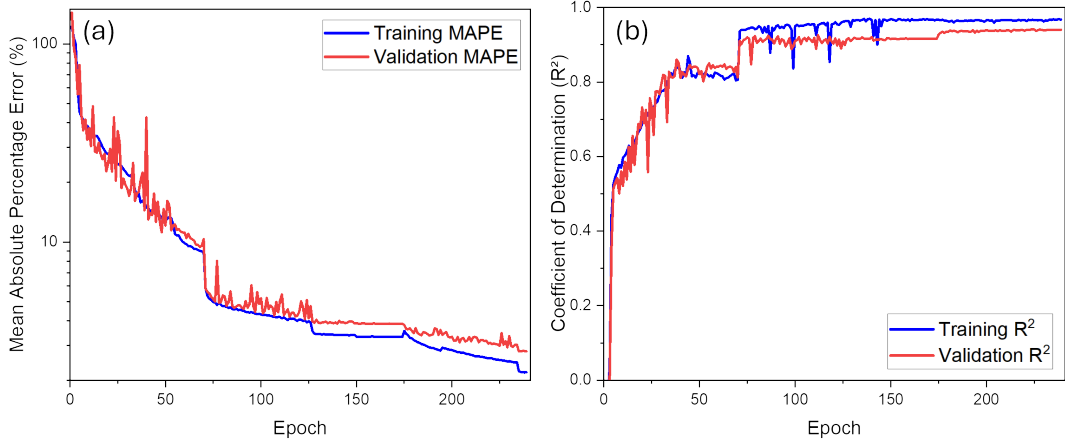 (a)
Training MAPE
Validation MAPE
Mean Absolute Percentage Error (%)
100
10
0
50
100
150
200
Epoch
(b)
Training R²
Validation R²
Coefficient of Determination (R²)
1.0
0.8
0.6
0.4
0.2
0.0
0
50
100
150
200
Epoch